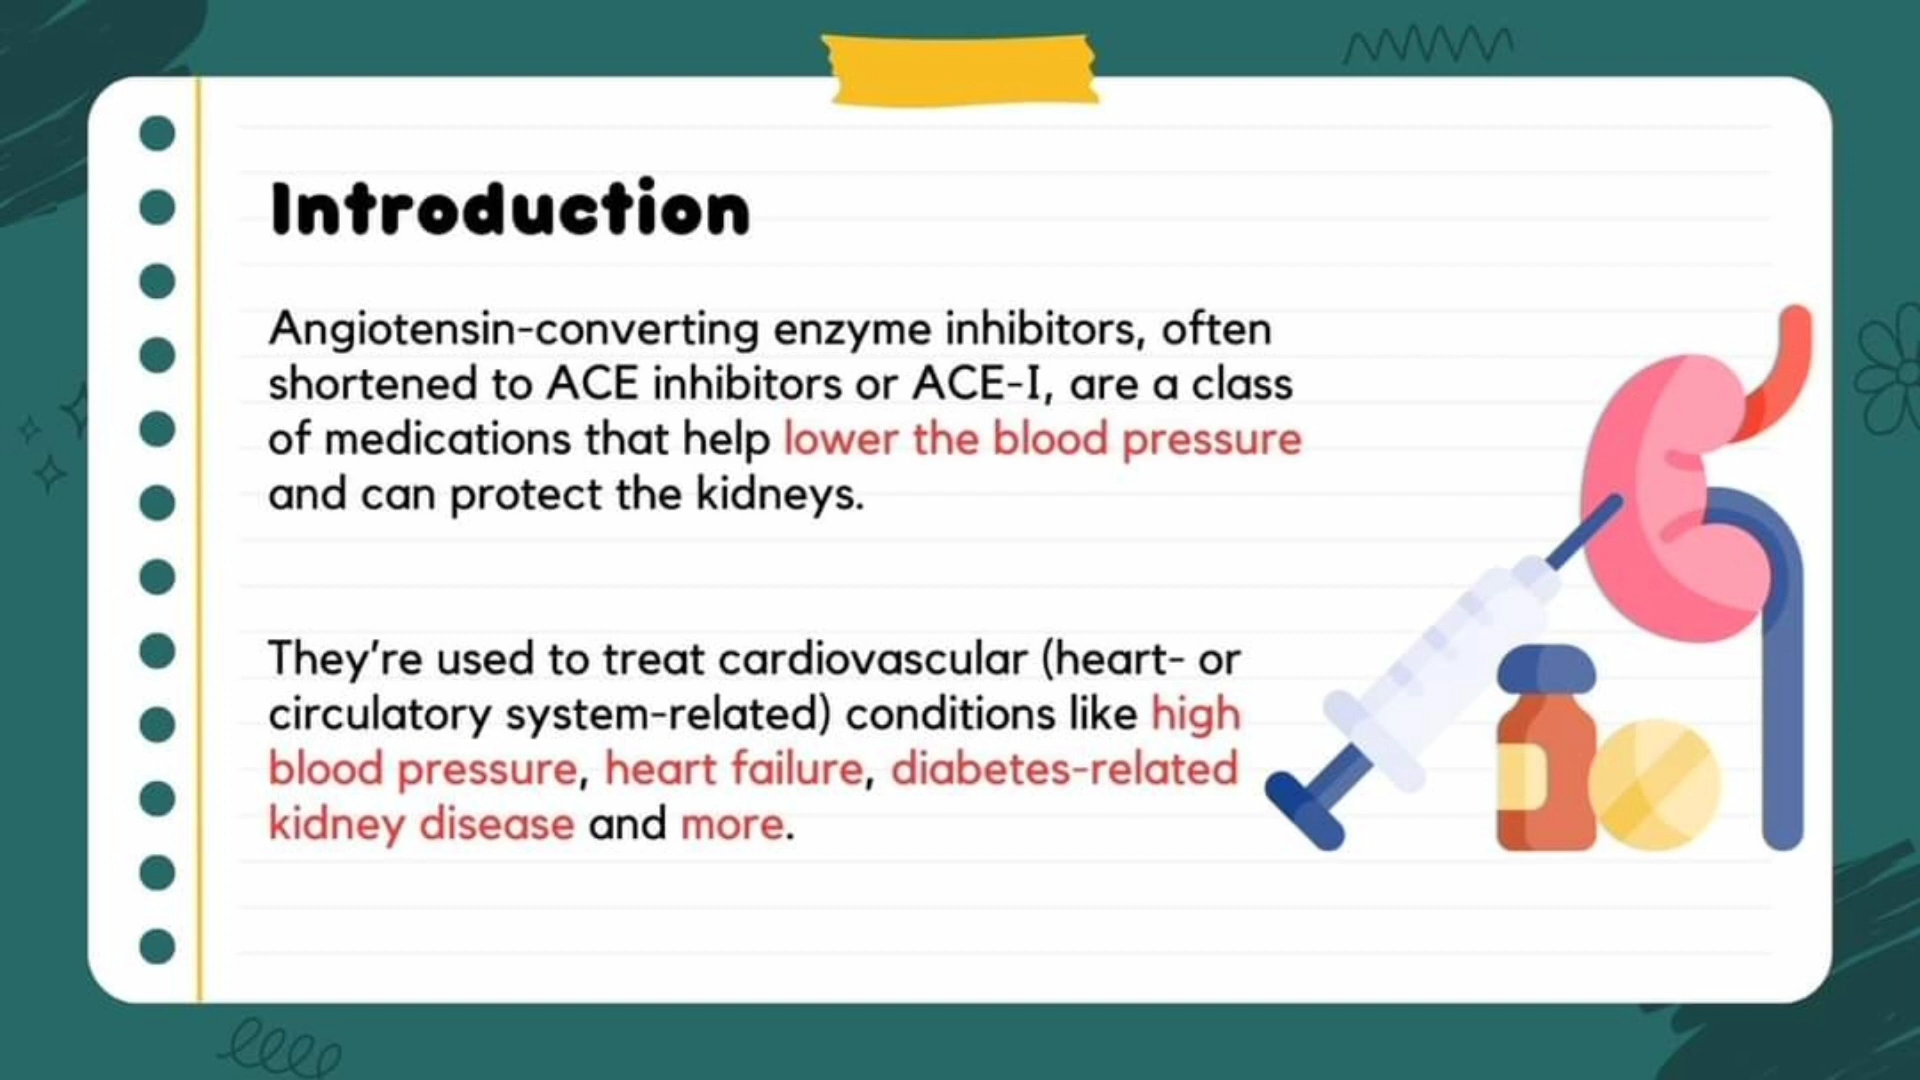 Introduction
Angiotensin-converting enzyme inhibitors, often
shortened to ACE inhibitors or ACE-I, are a class
of medications that help lower the blood pressure
and can protect the kidneys.
They're used to treat cardiovascular (heart- or
circulatory system-related) conditions like high
blood pressure, heart failure, diabetes-related
kidney disease and more.